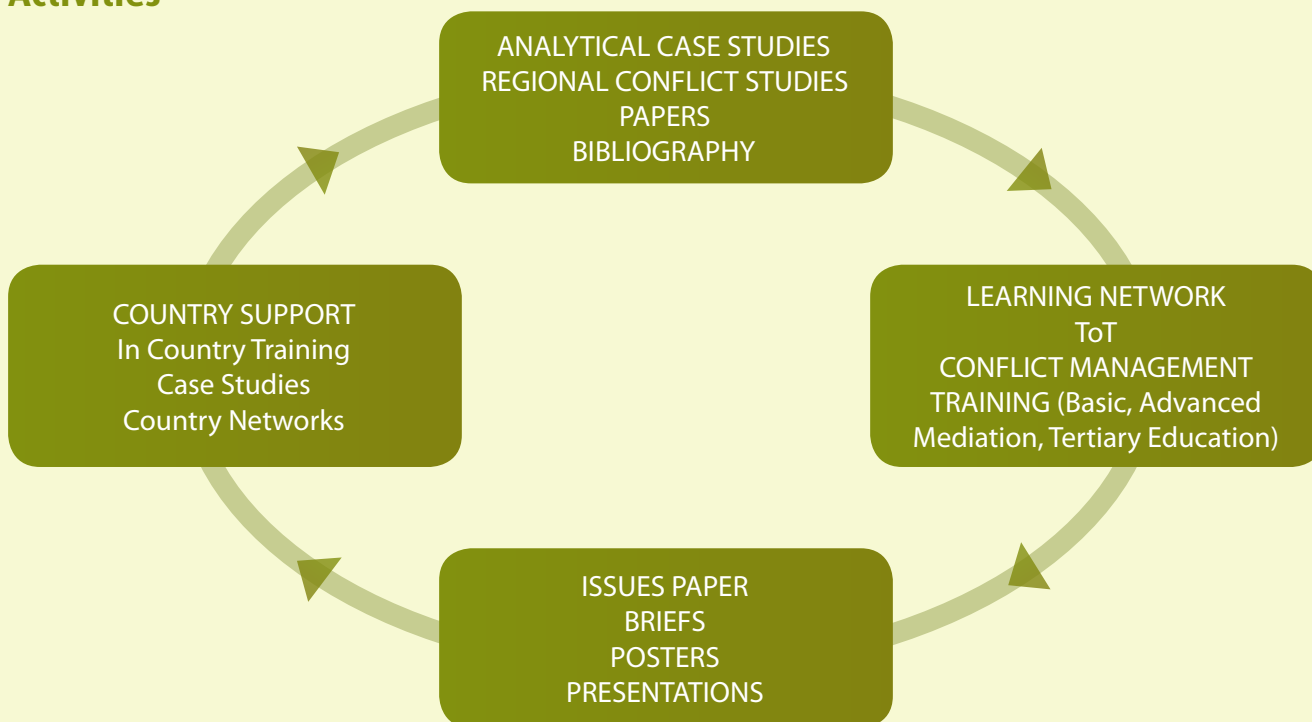 Activities
ANALYTICAL CASE STUDIES
REGIONAL CONFLICT STUDIES
PAPERS
BIBLIOGRAPHY
COUNTRY SUPPORT
In Country Training
Case Studies
Country Networks
LEARNING NETWORK
ToT
CONFLICT MANAGEMENT
TRAINING (Basic, Advanced
Mediation, Tertiary Education)
ISSUES PAPER
BRIEFS
POSTERS
PRESENTATIONS